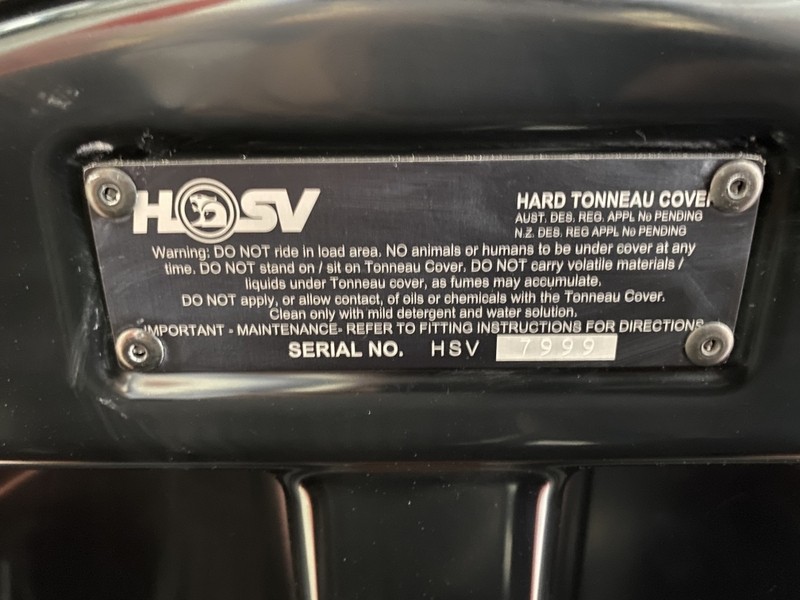 HSV
HARD TONNEAU COVER
AUST. DES. REG. APPL No PENDING
N.Z. DES. REG APPL No PENDING
Warning: DO NOT ride in load area. NO animals or humans to be under cover at any
time. DO NOT stand on / sit on Tonneau Cover. DO NOT carry volatile materials /
liquids under Tonneau cover, as fumes may accumulate.
DO NOT apply, or allow contact, of oils or chemicals with the Tonneau Cover.
Clean only with mild detergent and water solution.
IMPORTANT - MAINTENANCE- REFER TO FITTING INSTRUCTIONS FOR DIRECTIONS
SERIAL NO. HSV 7999